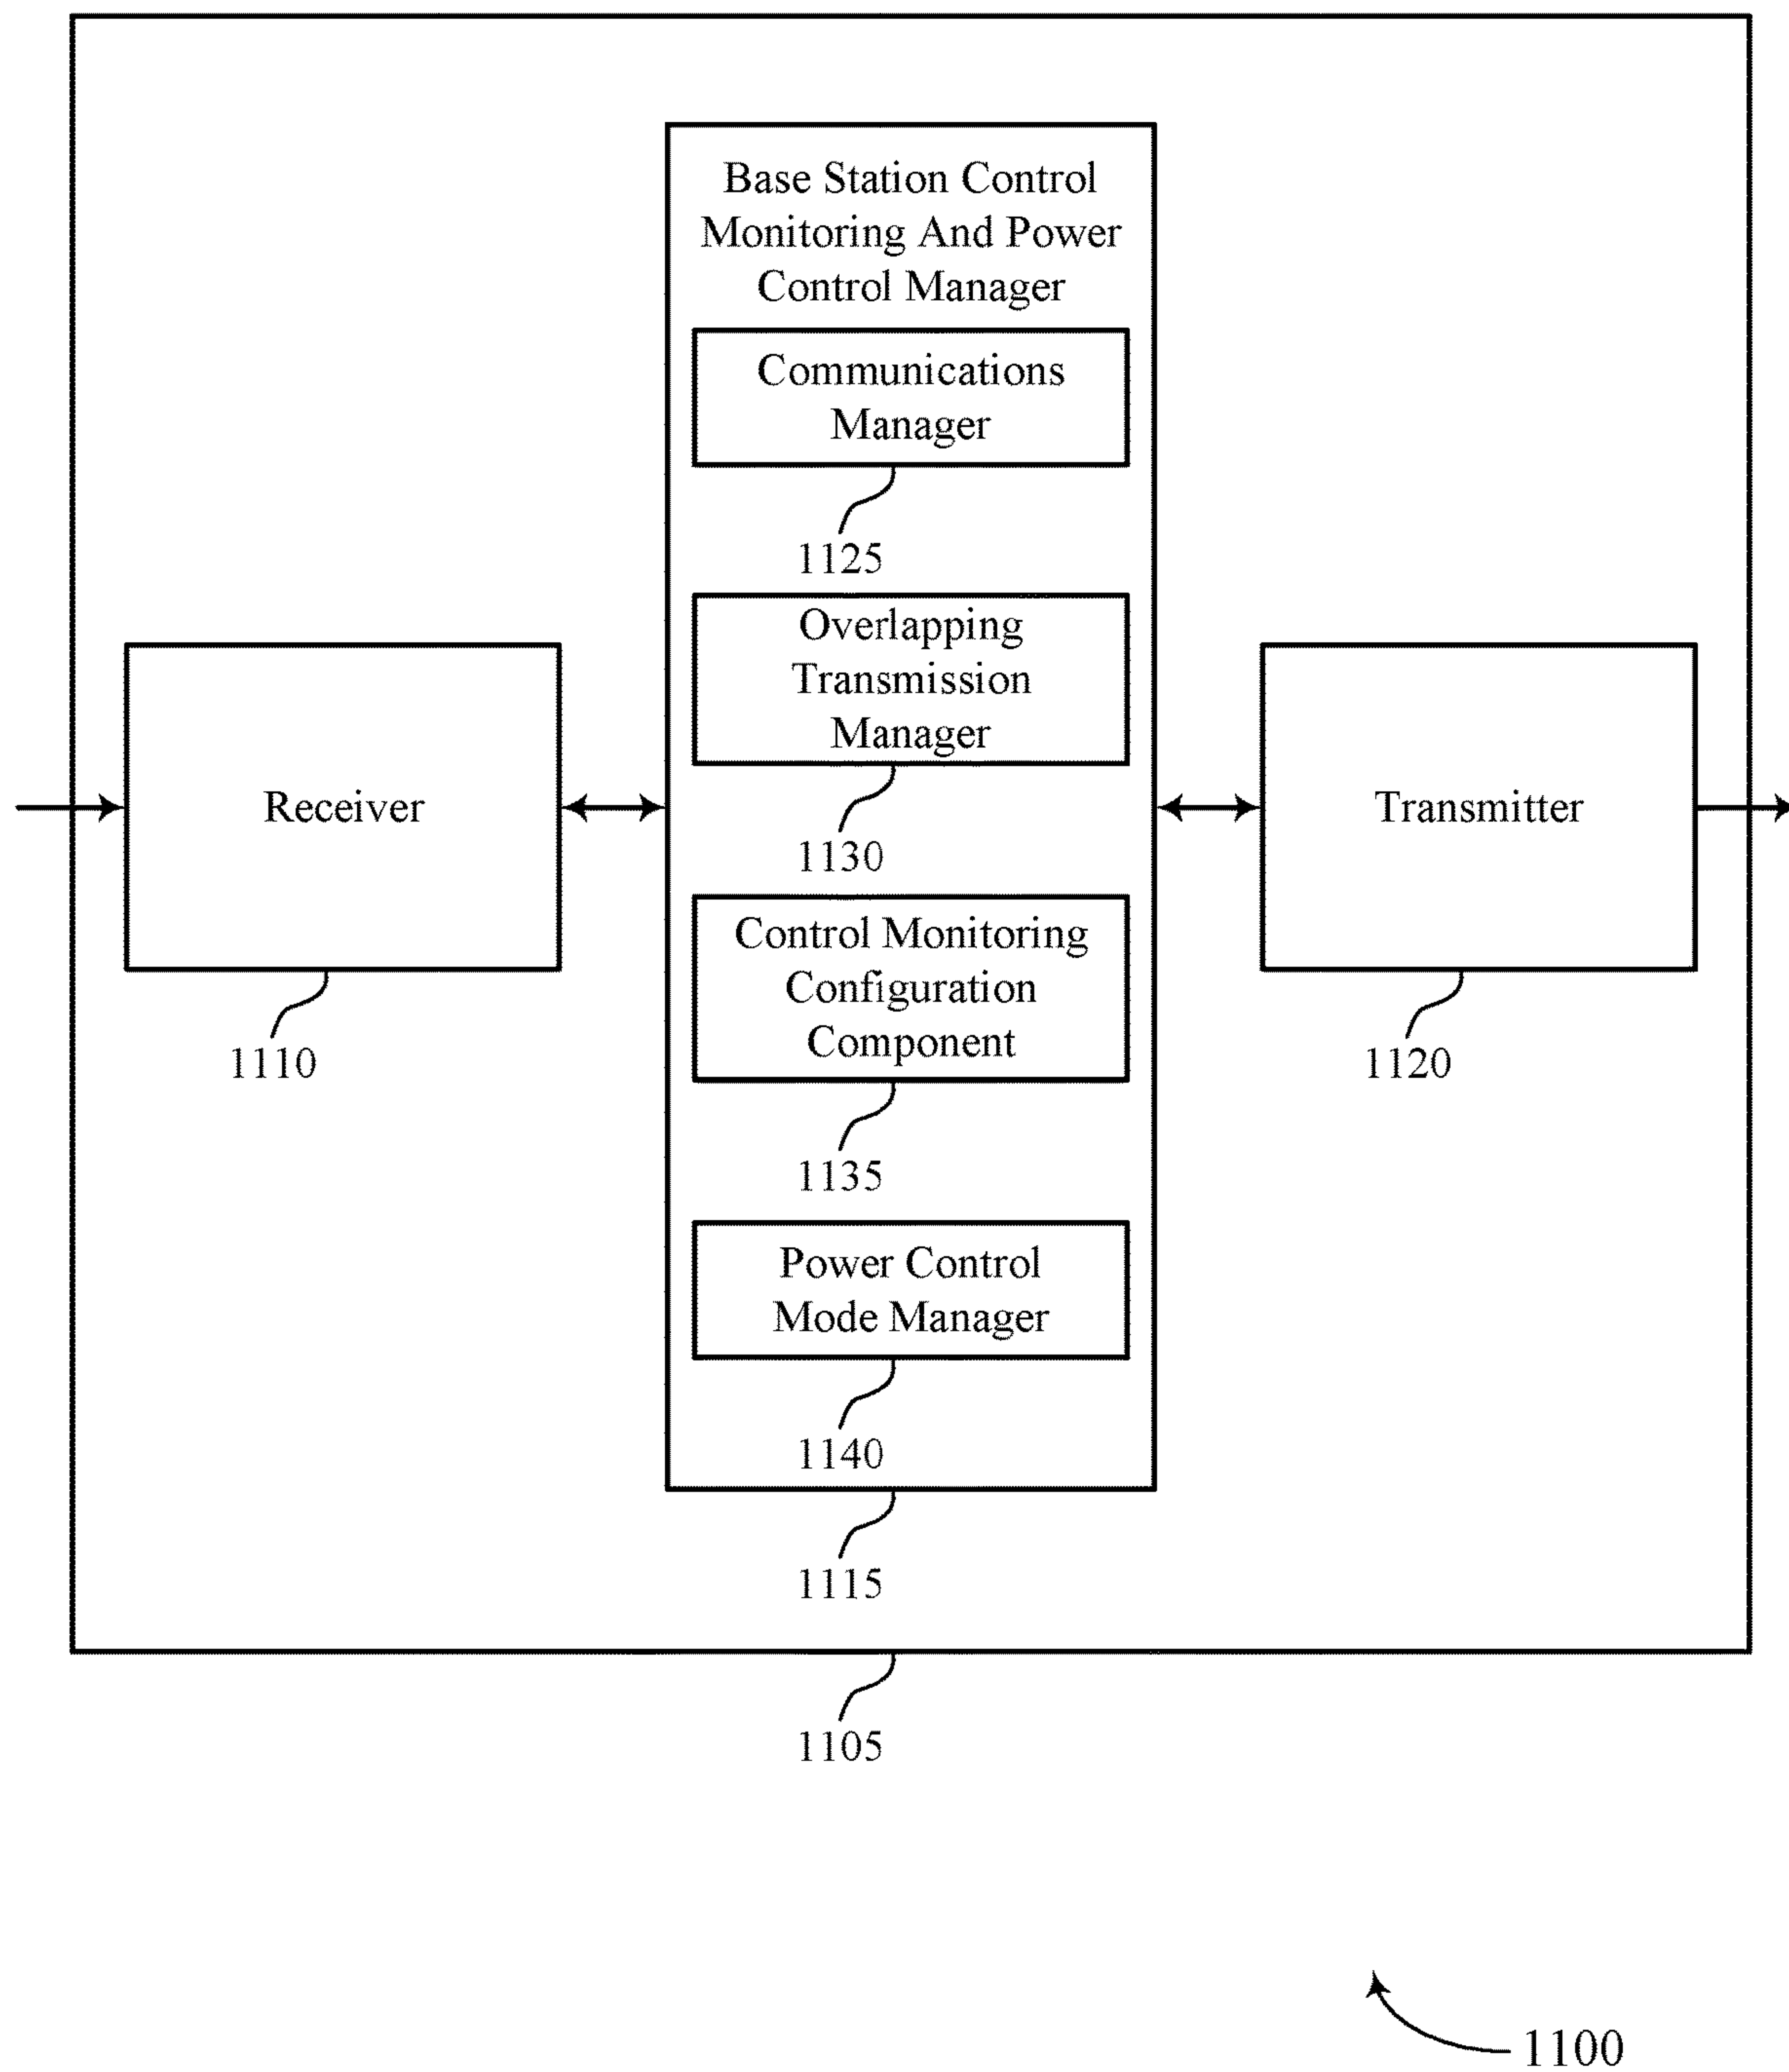 Base Station Control
Monitoring And Power
Control Manager
Communications
Manager
1125
Overlapping
Transmission
Manager
1130
Receiver
1110
Transmitter
1120
Control Monitoring
Configuration
Component
1135
Power Control
Mode Manager
1140
1115
1105
1100